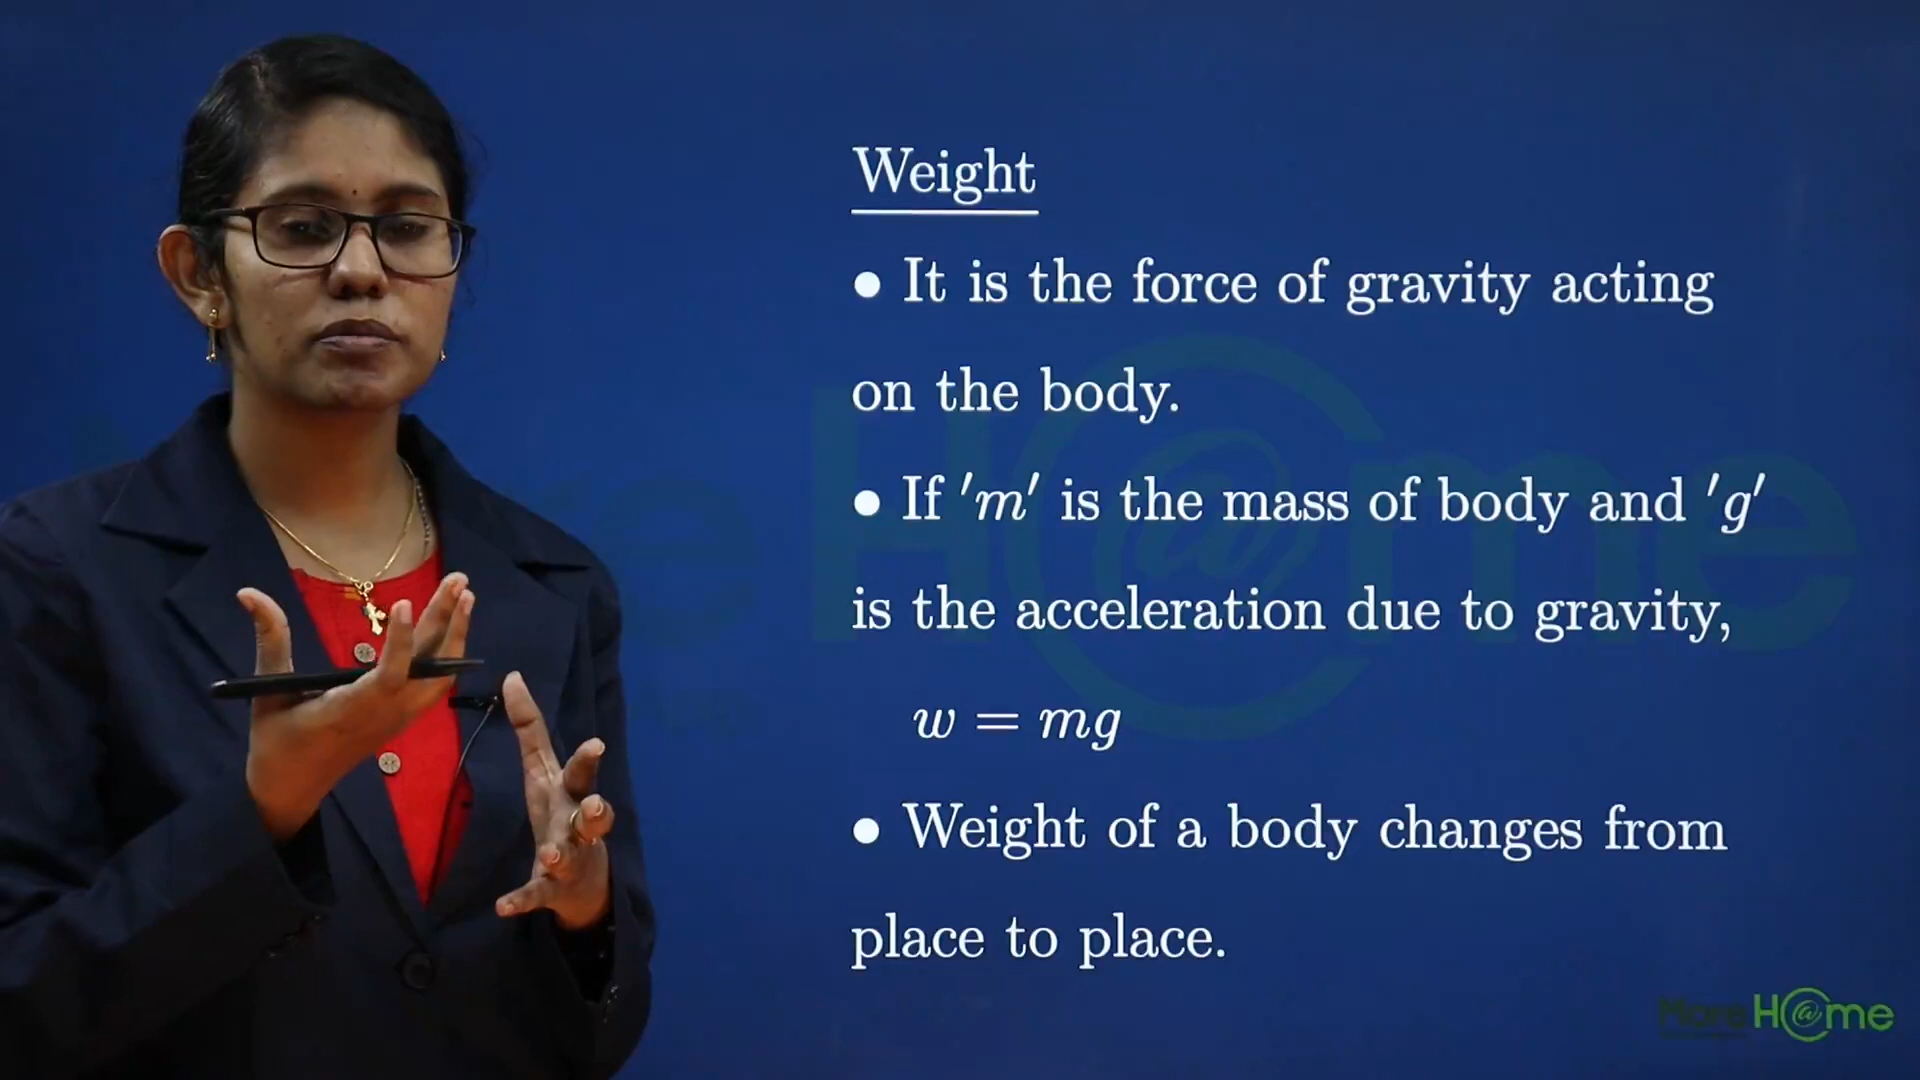 Weight
● It is the force of gravity acting
on the body.
● If 'm' is the mass of body and 'g'
is the acceleration due to gravity,
w = mg
● Weight of a body changes from
place to place.
More H@me